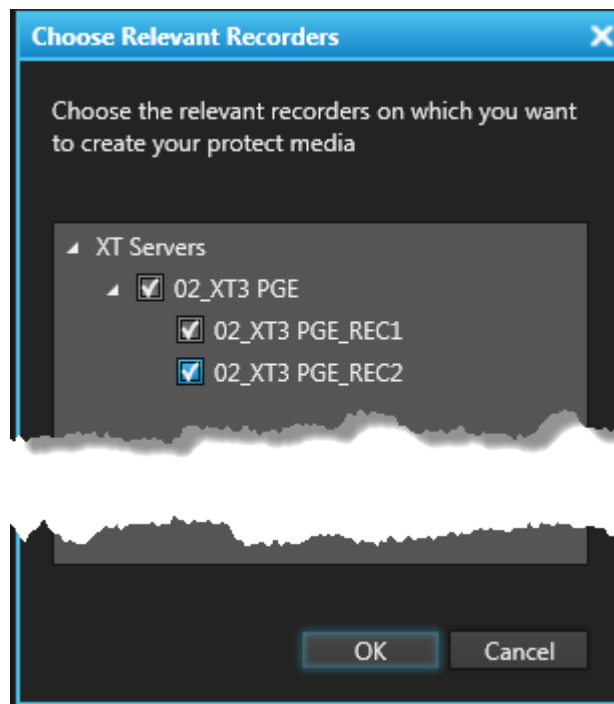 Choose Relevant Recorders
Choose the relevant recorders on which you want
to create your protect media
XT Servers
02_XT3 PGE
02_XT3 PGE_REC1
02_XT3 PGE_REC2
OK
Cancel